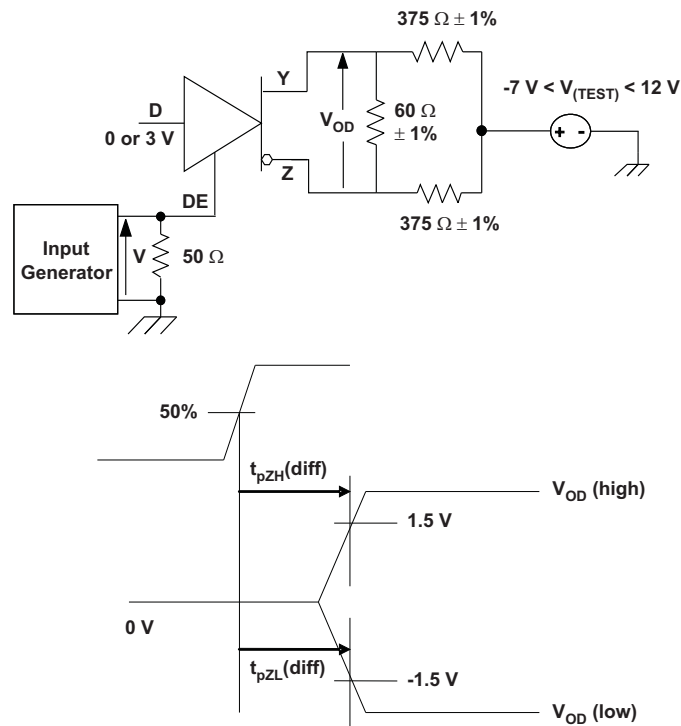 375 Ω ± 1%
Y
-7 V < V(TEST) < 12 V
D
0 or 3 V
VOD
60 Ω
± 1%
Z
DE
375 Ω ± 1%
Input
Generator
V
50 Ω
+ -
50%
tpZH(diff)
VOD (high)
1.5 V
0 V
tpZL(diff)
-1.5 V
VOD (low)